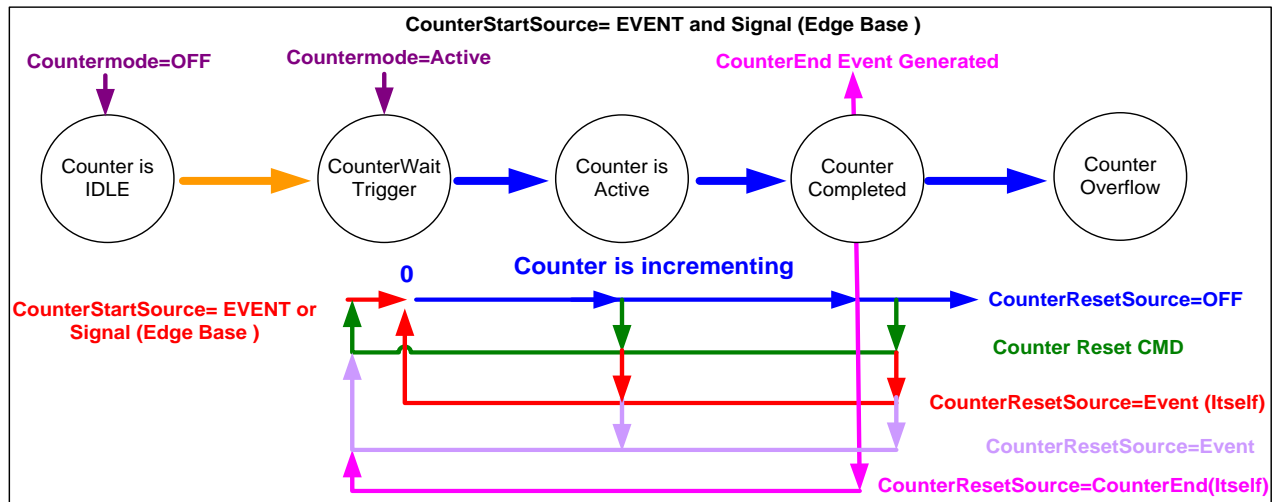 CounterStartSource= EVENT and Signal (Edge Base )
Countermode=OFF
Countermode=Active
CounterEnd Event Generated
Counter is
IDLE
CounterWait
Trigger
Counter is
Active
Counter
Completed
Counter
Overflow
0
Counter is incrementing
CounterStartSource= EVENT or
Signal (Edge Base )
CounterResetSource=OFF
Counter Reset CMD
CounterResetSource=Event (Itself)
CounterResetSource=Event
CounterResetSource=CounterEnd(Itself)